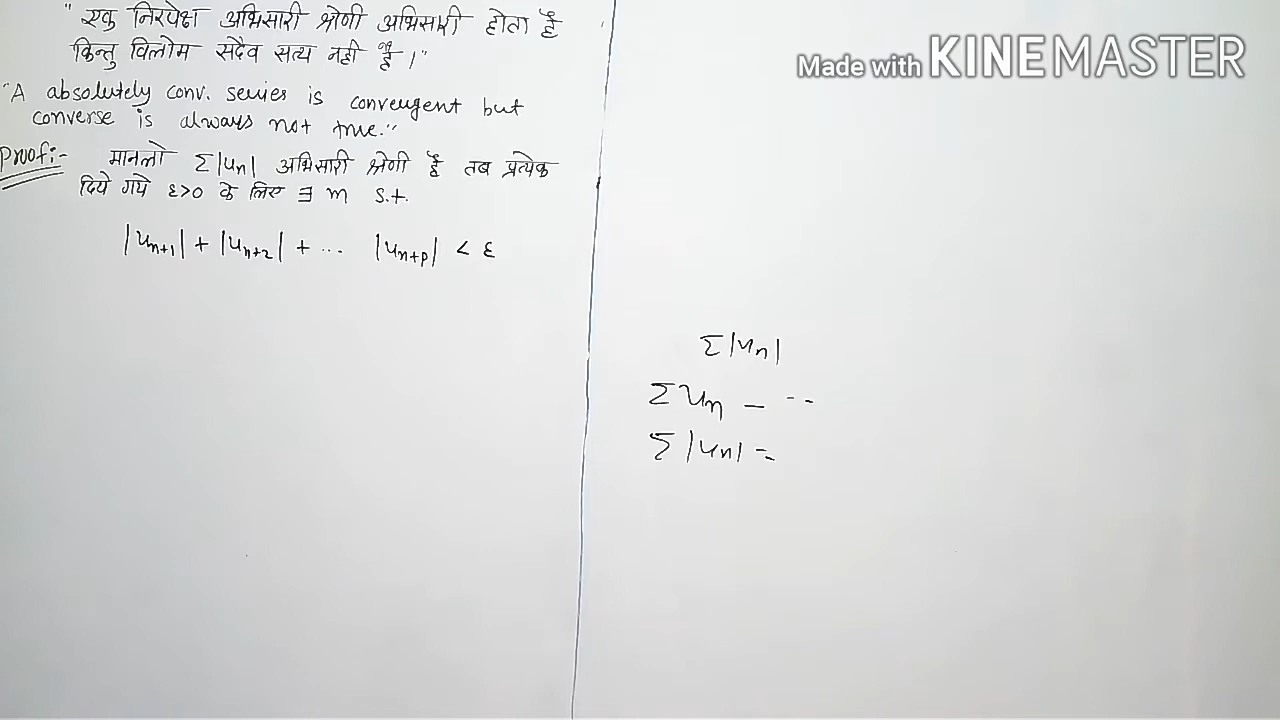 "एक निरपेक्ष अभिसारी श्रेणी अभिसारी होता है
किन्तु विलोम सदैव सत्य नही है।"
"A absolutely conv. series is convergent but
converse is always not true."
Proof:- मानलो Σ|uₙ| अभिसारी श्रेणी है तब प्रत्येक
दिये गये ε>0 के लिए ∃ m s.t.
|uₙ₊₁| + |uₙ₊₂| + ... |uₙ₊ₚ| < ε
Made with KINEMASTER
Σ|uₙ|
Σuₙ - --
Σ|uₙ| =